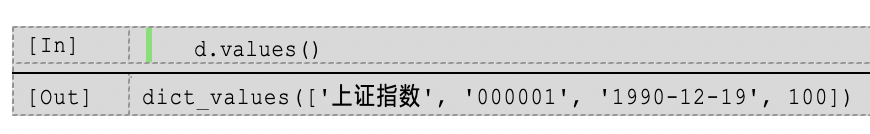 [In] d.values()
[Out] dict_values(['上证指数', '000001', '1990-12-19', 100])